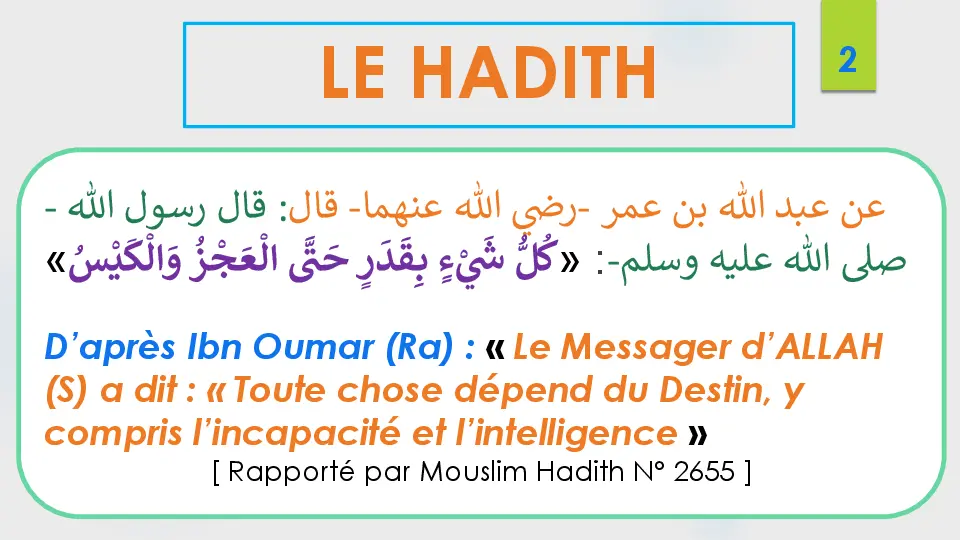 LE HADITH
2
عن عبد الله بن عمر -رضي الله عنهما- قال: قال رسول الله -
صلى الله عليه وسلم-: «كُلُّ شَيْءٍ بِقَدَرٍ حَتَّى الْعَجْزُ وَالْكَيْسُ»
D’après Ibn Oumar (Ra) : « Le Messager d’ALLAH
(S) a dit : « Toute chose dépend du Destin, y
compris l’incapacité et l’intelligence »
[ Rapporté par Mouslim Hadith N° 2655 ]